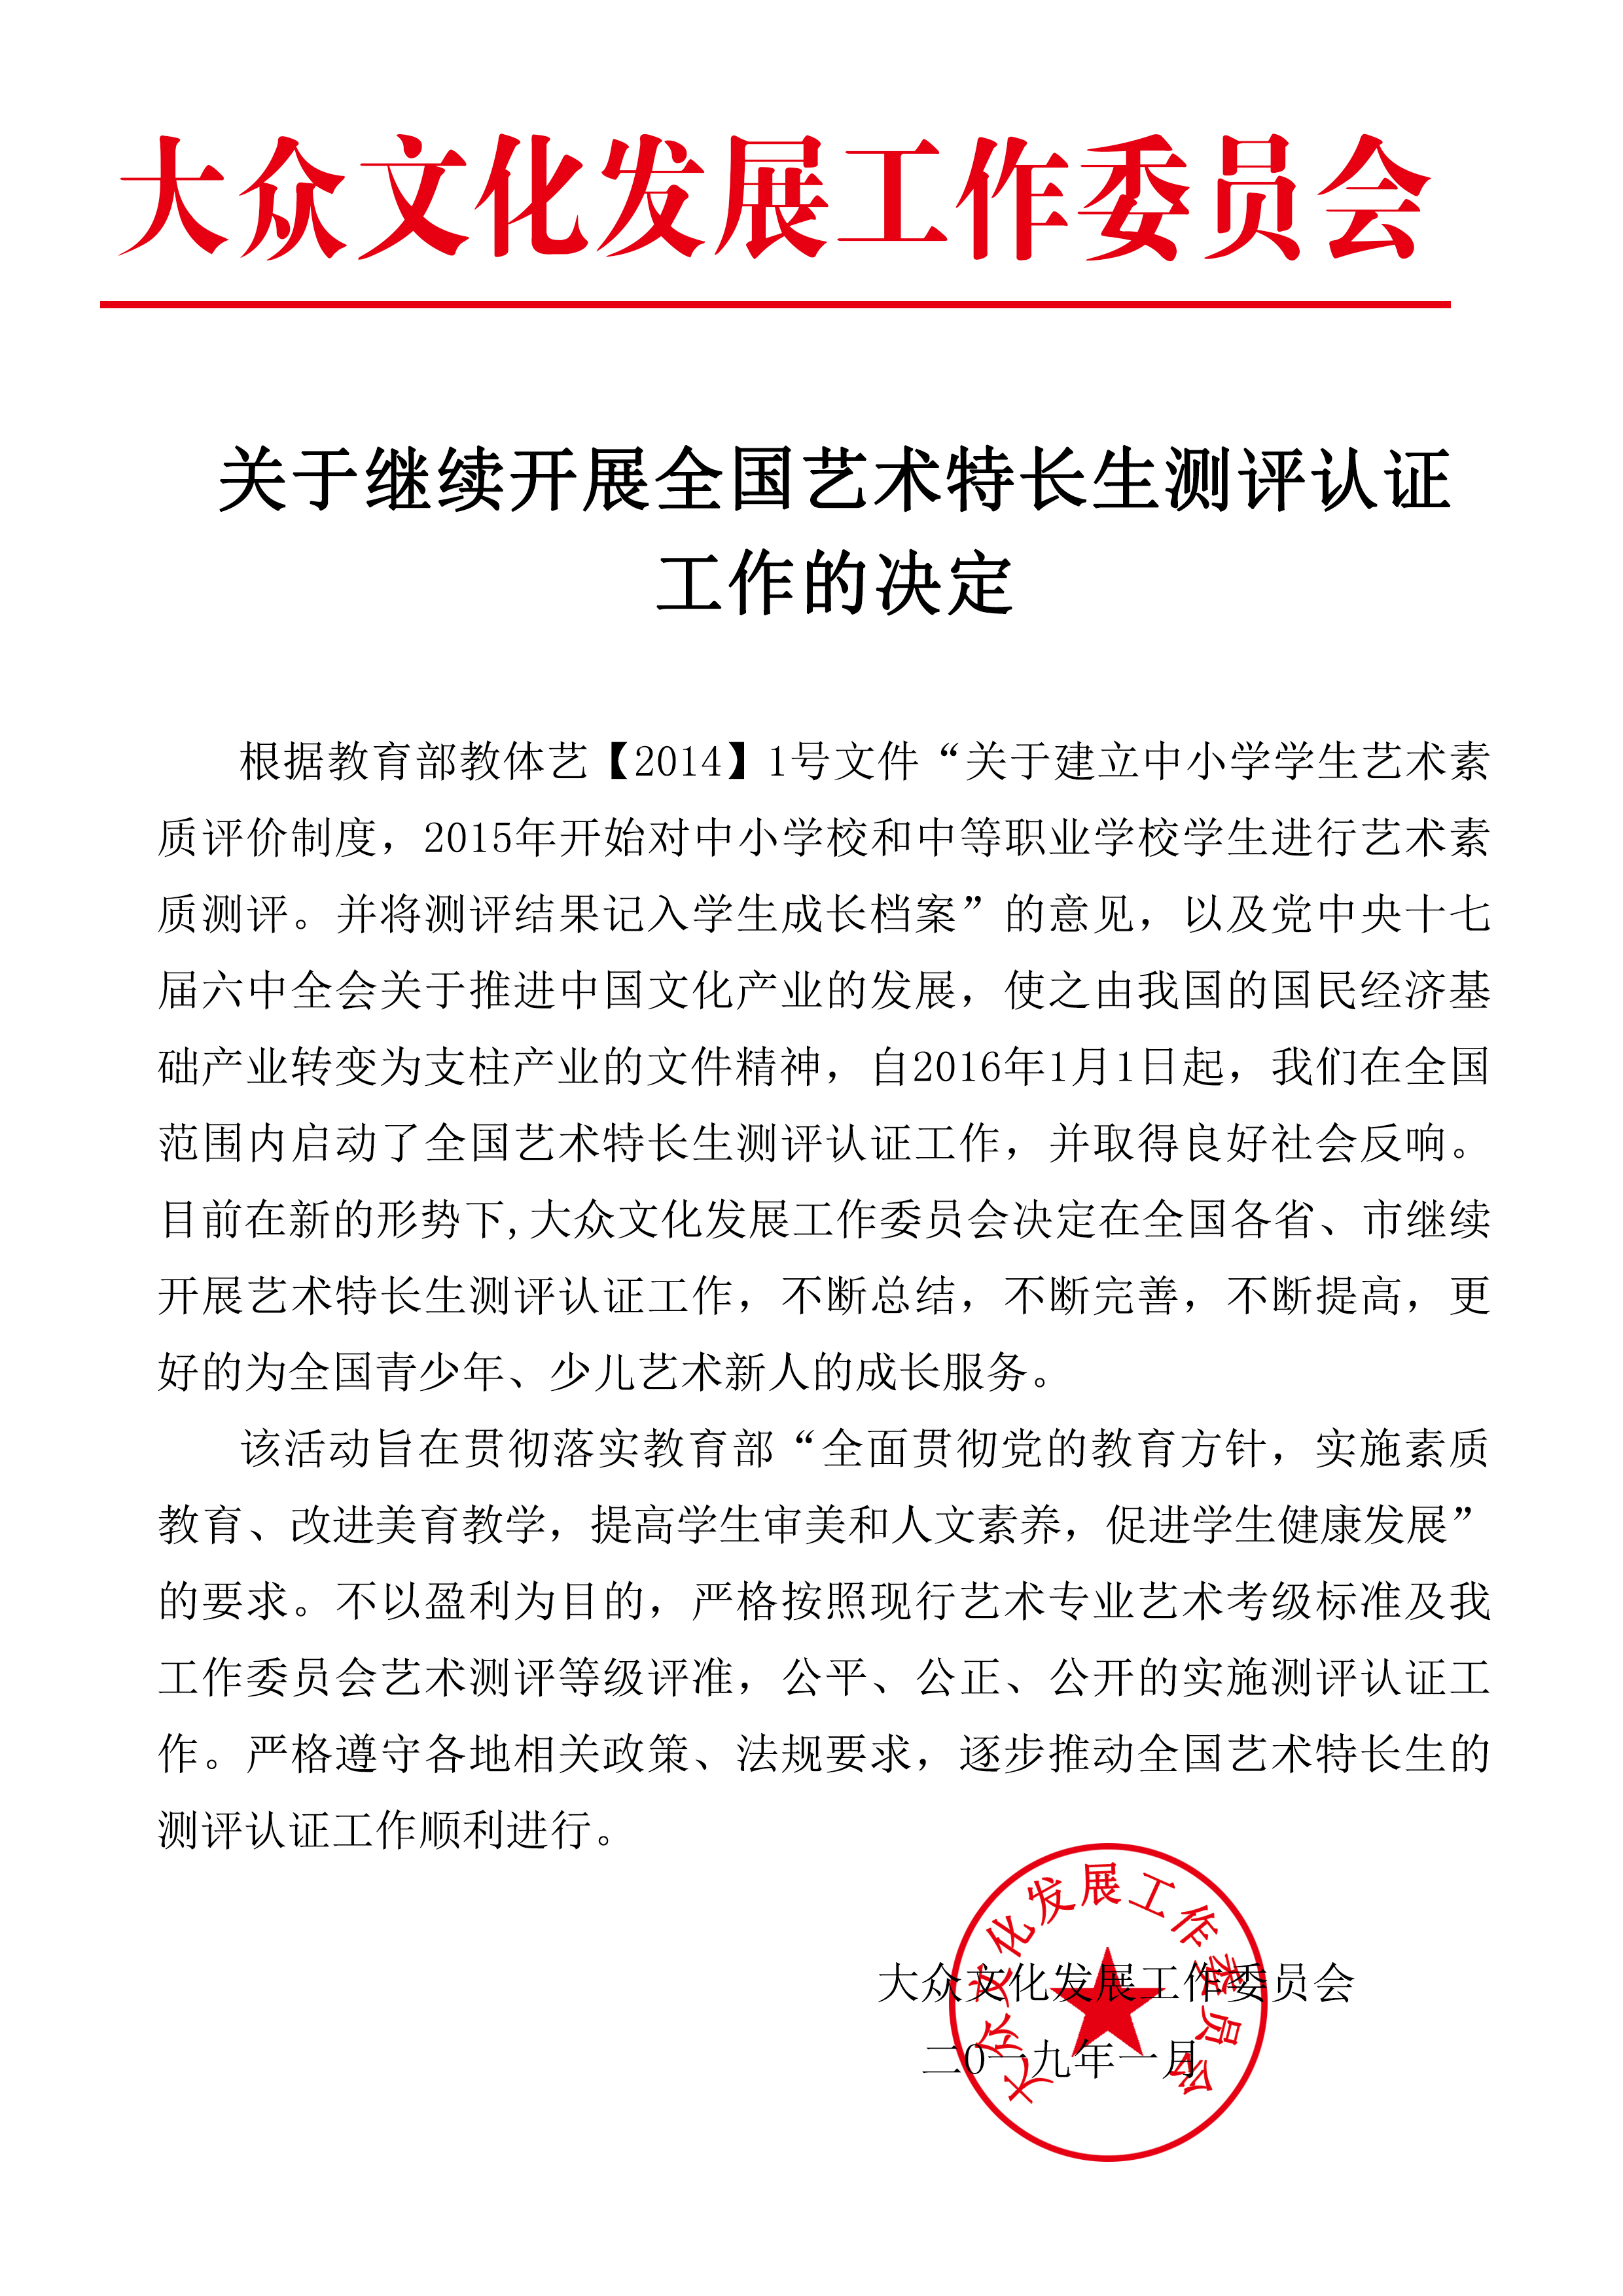 大众文化发展工作委员会
关于继续开展全国艺术特长生测评认证
工作的决定
根据教育部教体艺【2014】1号文件“关于建立中小学学生艺术素
质评价制度，2015年开始对中小学校和中等职业学校学生进行艺术素
质测评。并将测评结果记入学生成长档案”的意见，以及党中央十七
届六中全会关于推进中国文化产业的发展，使之由我国的国民经济基
础产业转变为支柱产业的文件精神，自2016年1月1日起，我们在全国
范围内启动了全国艺术特长生测评认证工作，并取得良好社会反响。
目前在新的形势下,大众文化发展工作委员会决定在全国各省、市继续
开展艺术特长生测评认证工作，不断总结，不断完善，不断提高，更
好的为全国青少年、少儿艺术新人的成长服务。
该活动旨在贯彻落实教育部“全面贯彻党的教育方针，实施素质
教育、改进美育教学，提高学生审美和人文素养，促进学生健康发展”
的要求。不以盈利为目的，严格按照现行艺术专业艺术考级标准及我
工作委员会艺术测评等级评准，公平、公正、公开的实施测评认证工
作。严格遵守各地相关政策、法规要求，逐步推动全国艺术特长生的
测评认证工作顺利进行。
大众文化发展工作委员会
大众文化发展工作委员会
二0一九年一月